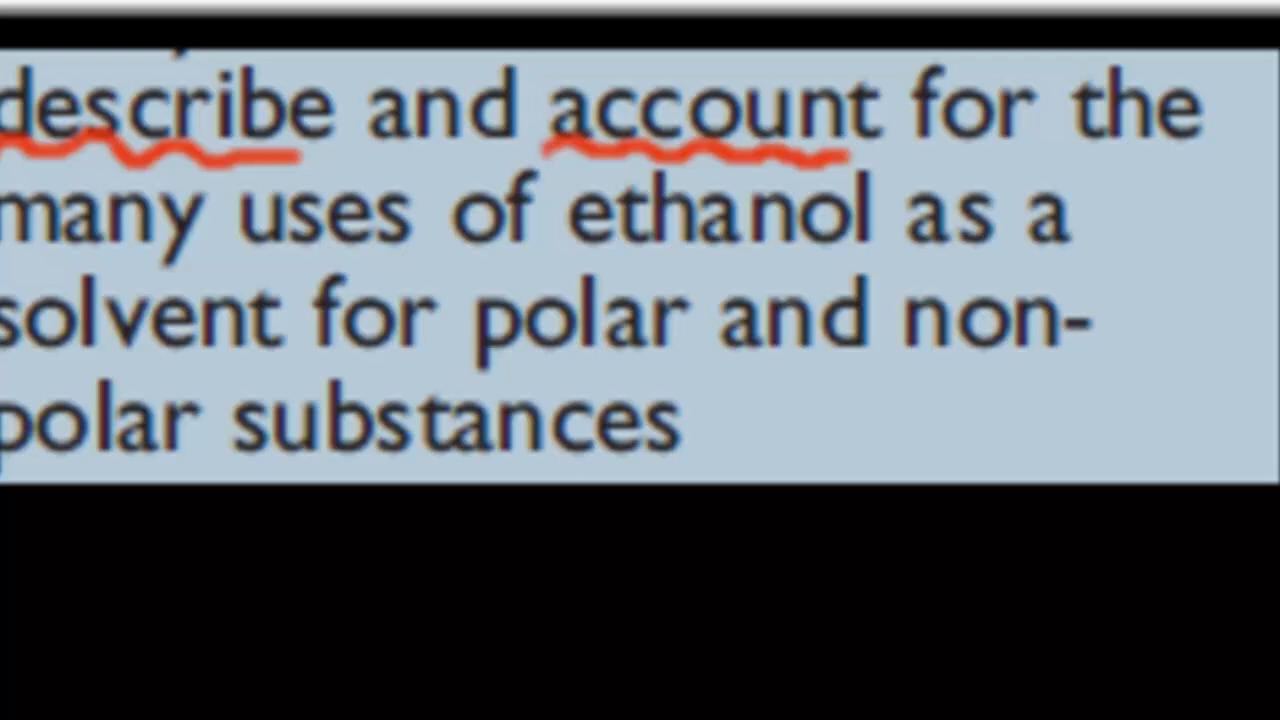 describe and account for the
many uses of ethanol as a
solvent for polar and non-
polar substances